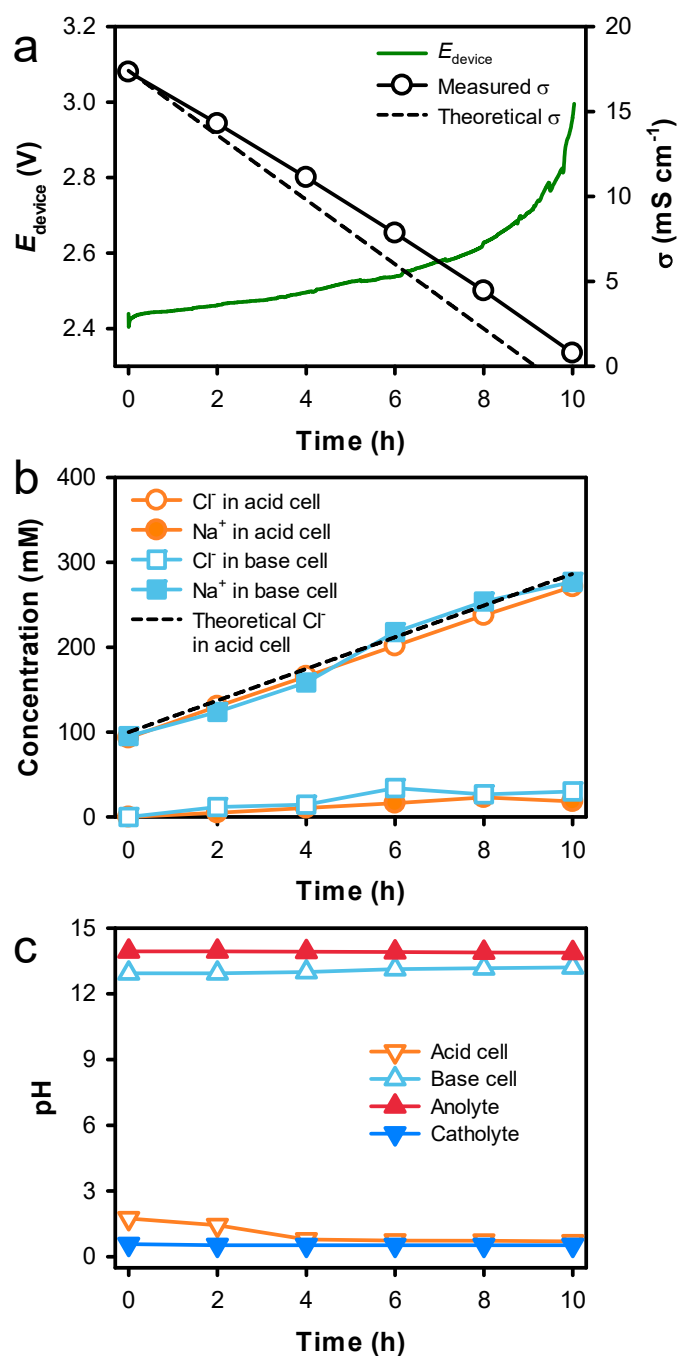 a
3.2
3.0
2.8
2.6
2.4
E_device (V)
E_device
Measured σ
Theoretical σ
20
15
10
5
0
σ (mS cm⁻¹)
0 2 4 6 8 10
Time (h)
b
400
300
200
100
0
Concentration (mM)
Cl⁻ in acid cell
Na⁺ in acid cell
Cl⁻ in base cell
Na⁺ in base cell
Theoretical Cl⁻
in acid cell
0 2 4 6 8 10
Time (h)
c
15
12
9
6
3
0
pH
Acid cell
Base cell
Anolyte
Catholyte
0 2 4 6 8 10
Time (h)